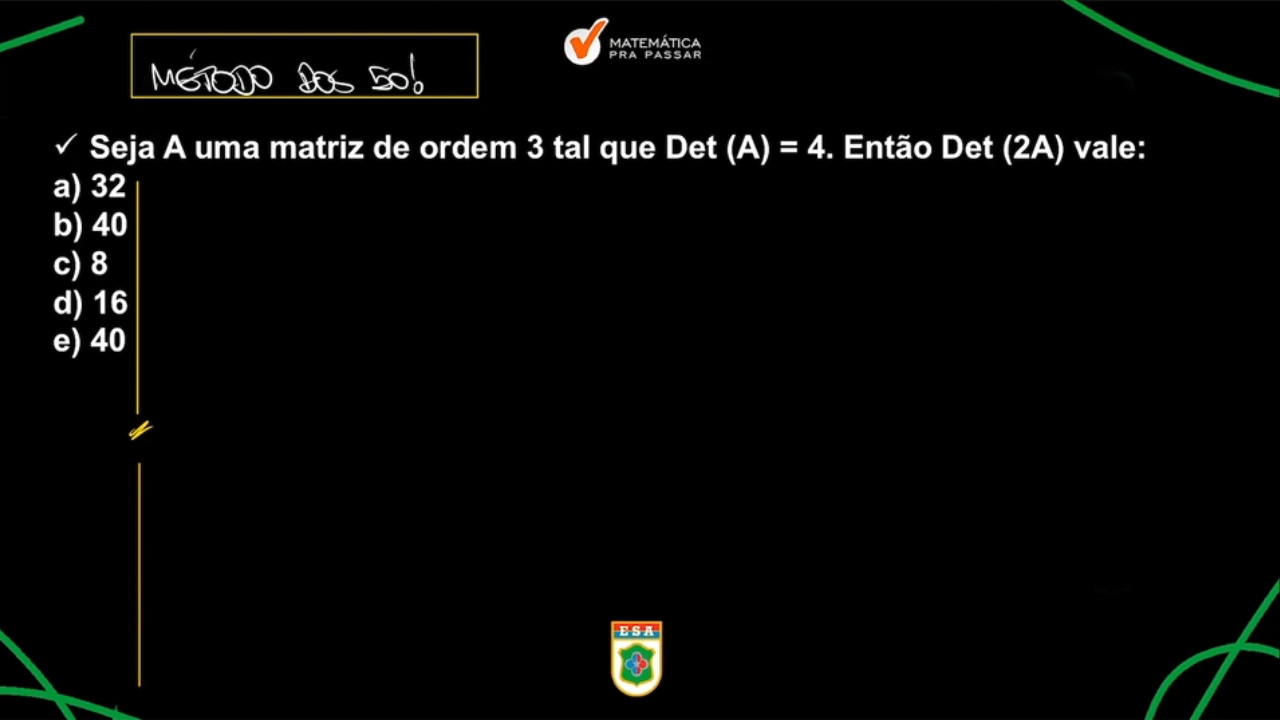 MATEMÁTICA
PRA PASSAR
MÉTODO DOS 50!
✓ Seja A uma matriz de ordem 3 tal que Det (A) = 4. Então Det (2A) vale:
a) 32
b) 40
c) 8
d) 16
e) 40
ESA